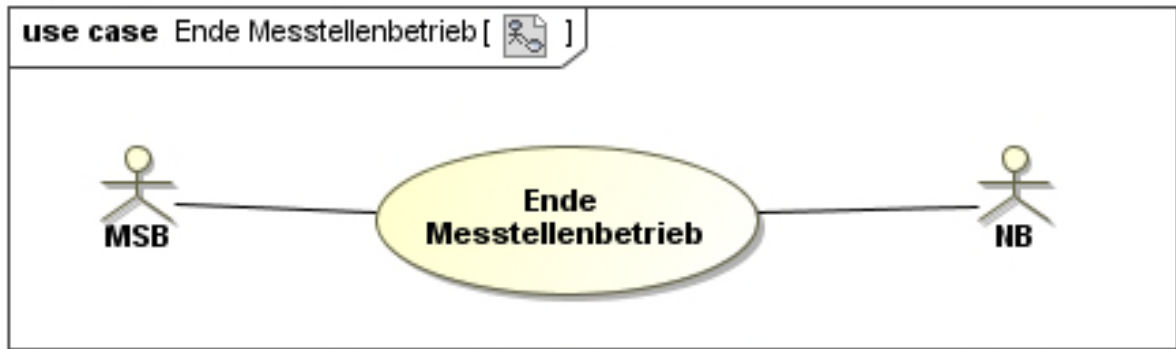 use case Ende Messtellenbetrieb [ ]
Ende
Messtellenbetrieb
MSB
NB